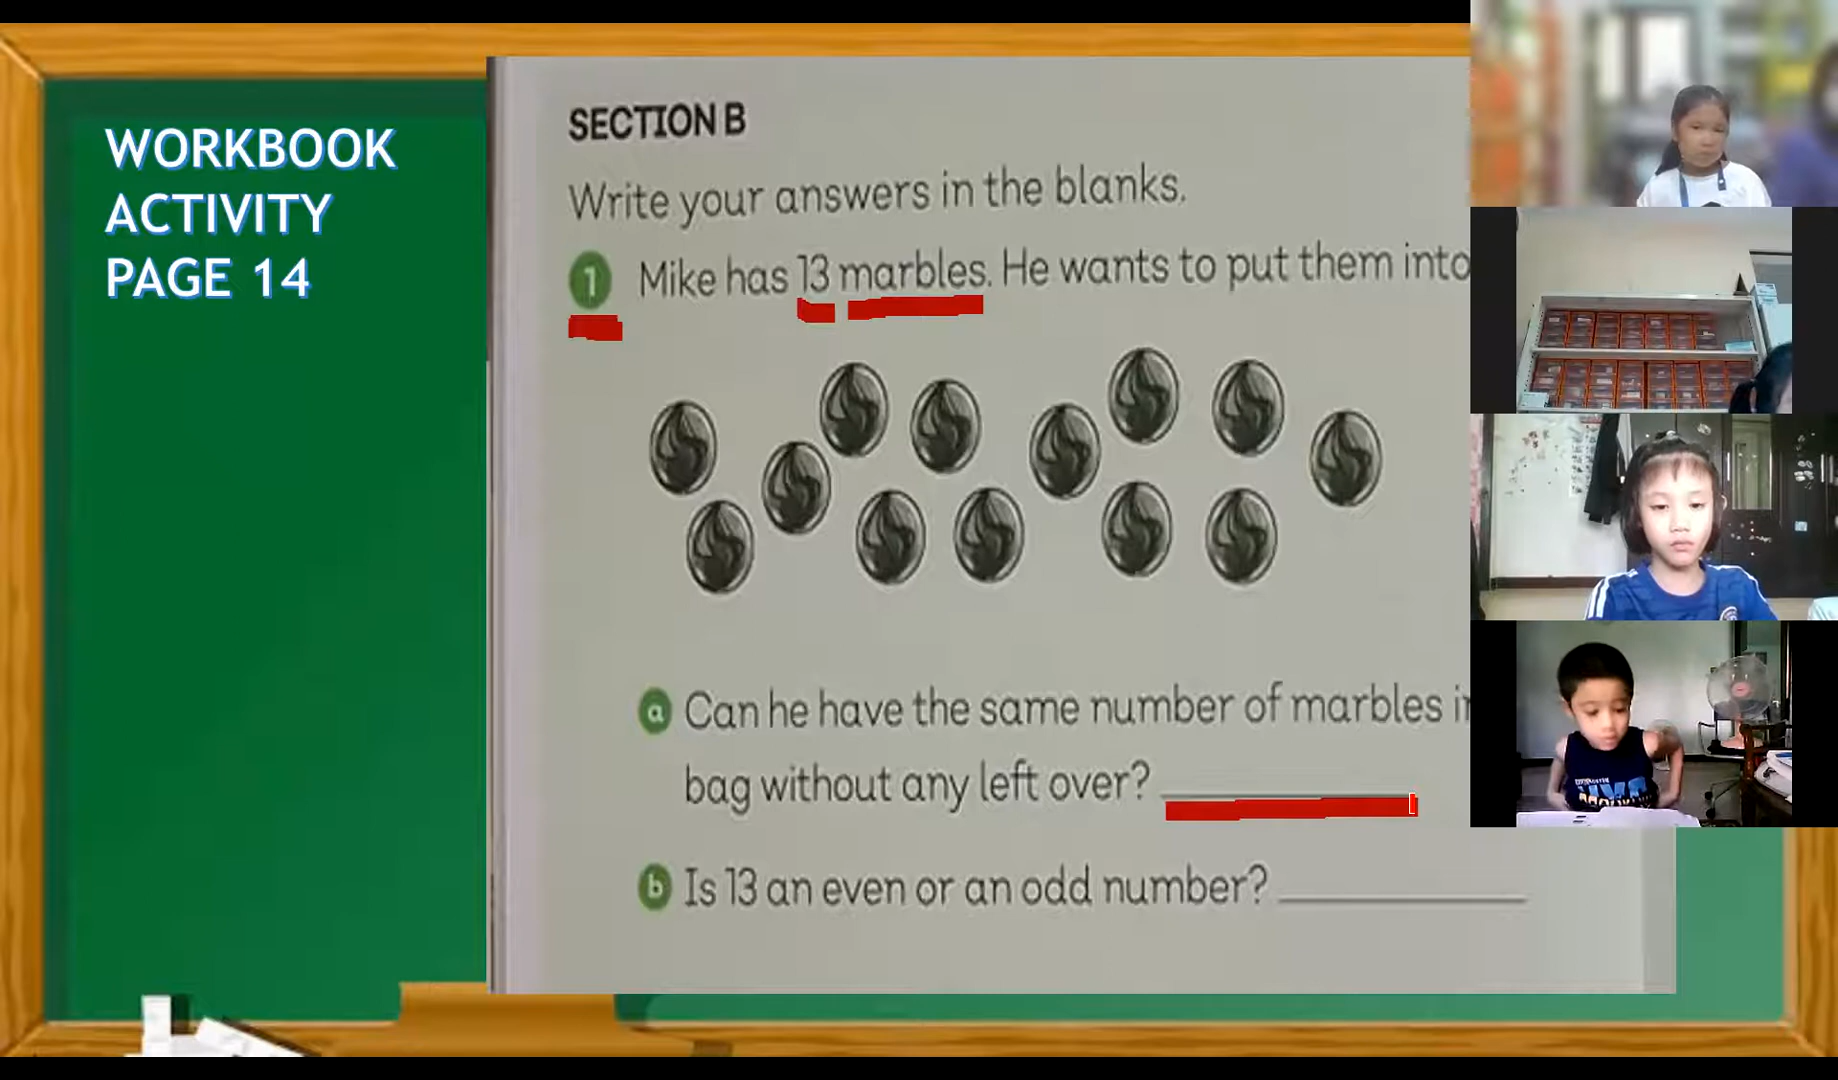 WORKBOOK
ACTIVITY
PAGE 14
SECTION B
Write your answers in the blanks.
1 Mike has 13 marbles. He wants to put them into
a Can he have the same number of marbles
bag without any left over?
b Is 13 an even or an odd number?